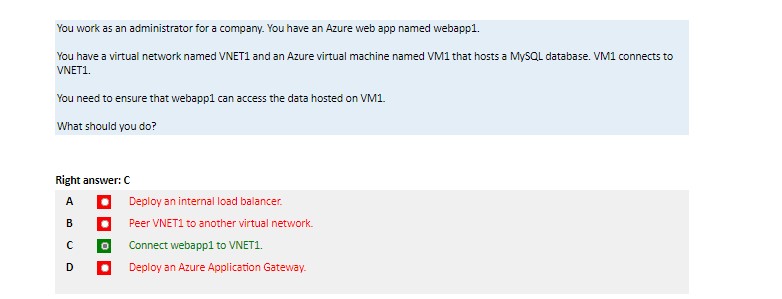 You work as an administrator for a company. You have an Azure web app named webapp1.
You have a virtual network named VNET1 and an Azure virtual machine named VM1 that hosts a MySQL database. VM1 connects to
VNET1.
You need to ensure that webapp1 can access the data hosted on VM1.
What should you do?
Right answer: C
A Deploy an internal load balancer.
B Peer VNET1 to another virtual network.
C Connect webapp1 to VNET1.
D Deploy an Azure Application Gateway.